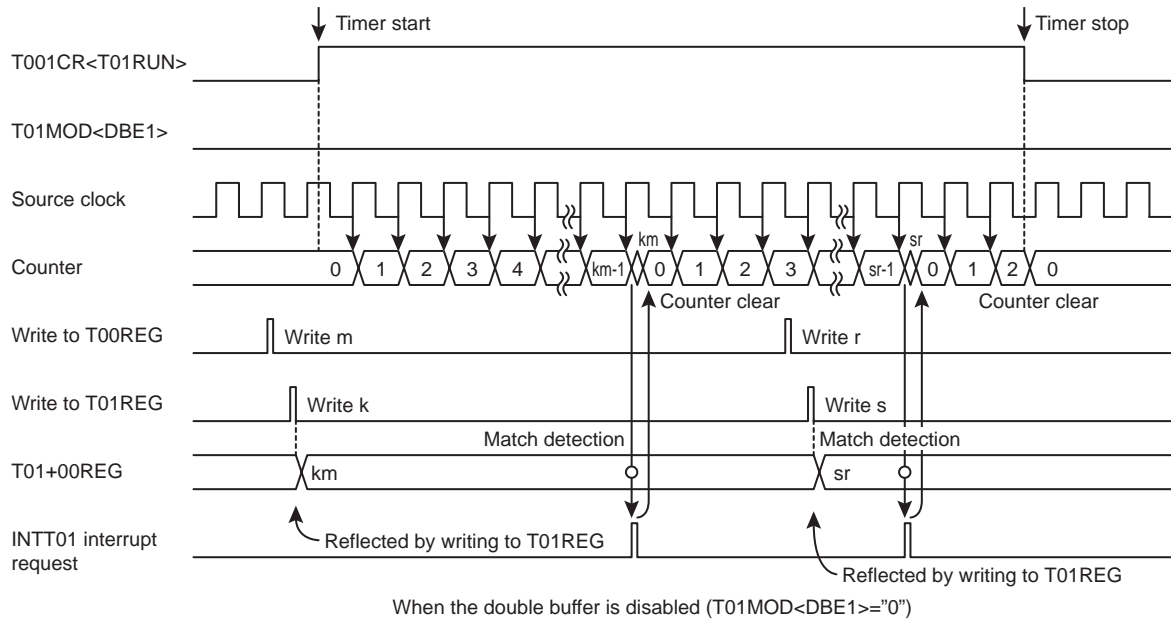 Timer start
Timer stop
T001CR<T01RUN>
T01MOD<DBE1>
Source clock
km
sr
Counter
0 1 2 3 4 km-1 0 1 2 3 sr-1 0 1 2 0
Counter clear
Counter clear
Write to T00REG
Write m
Write r
Write to T01REG
Write k
Write s
Match detection
Match detection
T01+00REG
km
sr
INTT01 interrupt
request
Reflected by writing to T01REG
Reflected by writing to T01REG
When the double buffer is disabled (T01MOD<DBE1>="0")